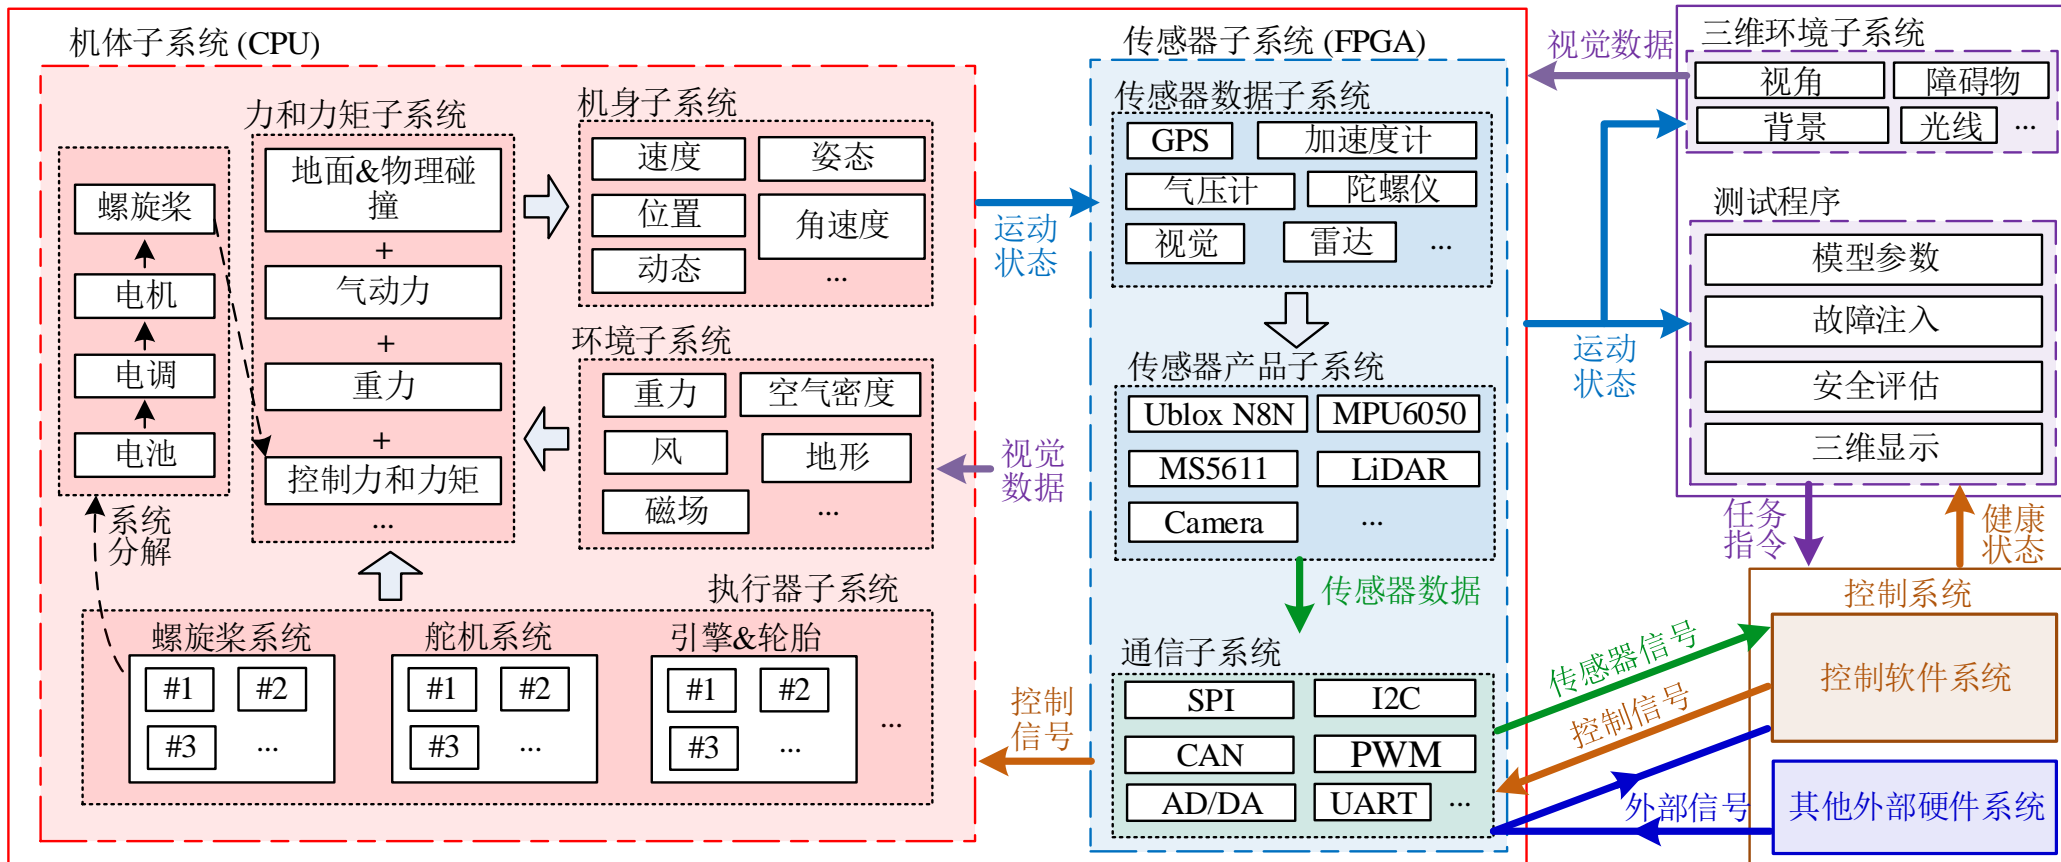 机体子系统 (CPU)
力和力矩子系统
螺旋桨
电机
电调
电池
地面&物理碰
撞
+
气动力
+
重力
+
控制力和力矩
...
系统
分解
机身子系统
速度
姿态
位置
角速度
动态
...
环境子系统
重力
空气密度
风
地形
磁场
...
执行器子系统
螺旋桨系统
#1
#2
#3
...
舵机系统
#1
#2
#3
...
引擎&轮胎
#1
#2
#3
...
...
运动
状态
视觉
数据
控制
信号
传感器子系统 (FPGA)
传感器数据子系统
GPS
加速度计
气压计
陀螺仪
视觉
雷达
...
传感器产品子系统
Ublox N8N
MPU6050
MS5611
LiDAR
Camera
...
传感器数据
通信子系统
SPI
I2C
CAN
PWM
AD/DA
UART
...
视觉数据
运动
状态
三维环境子系统
视角
障碍物
背景
光线
...
测试程序
模型参数
故障注入
安全评估
三维显示
任务
指令
健康
状态
传感器信号
控制信号
外部信号
控制系统
控制软件系统
其他外部硬件系统